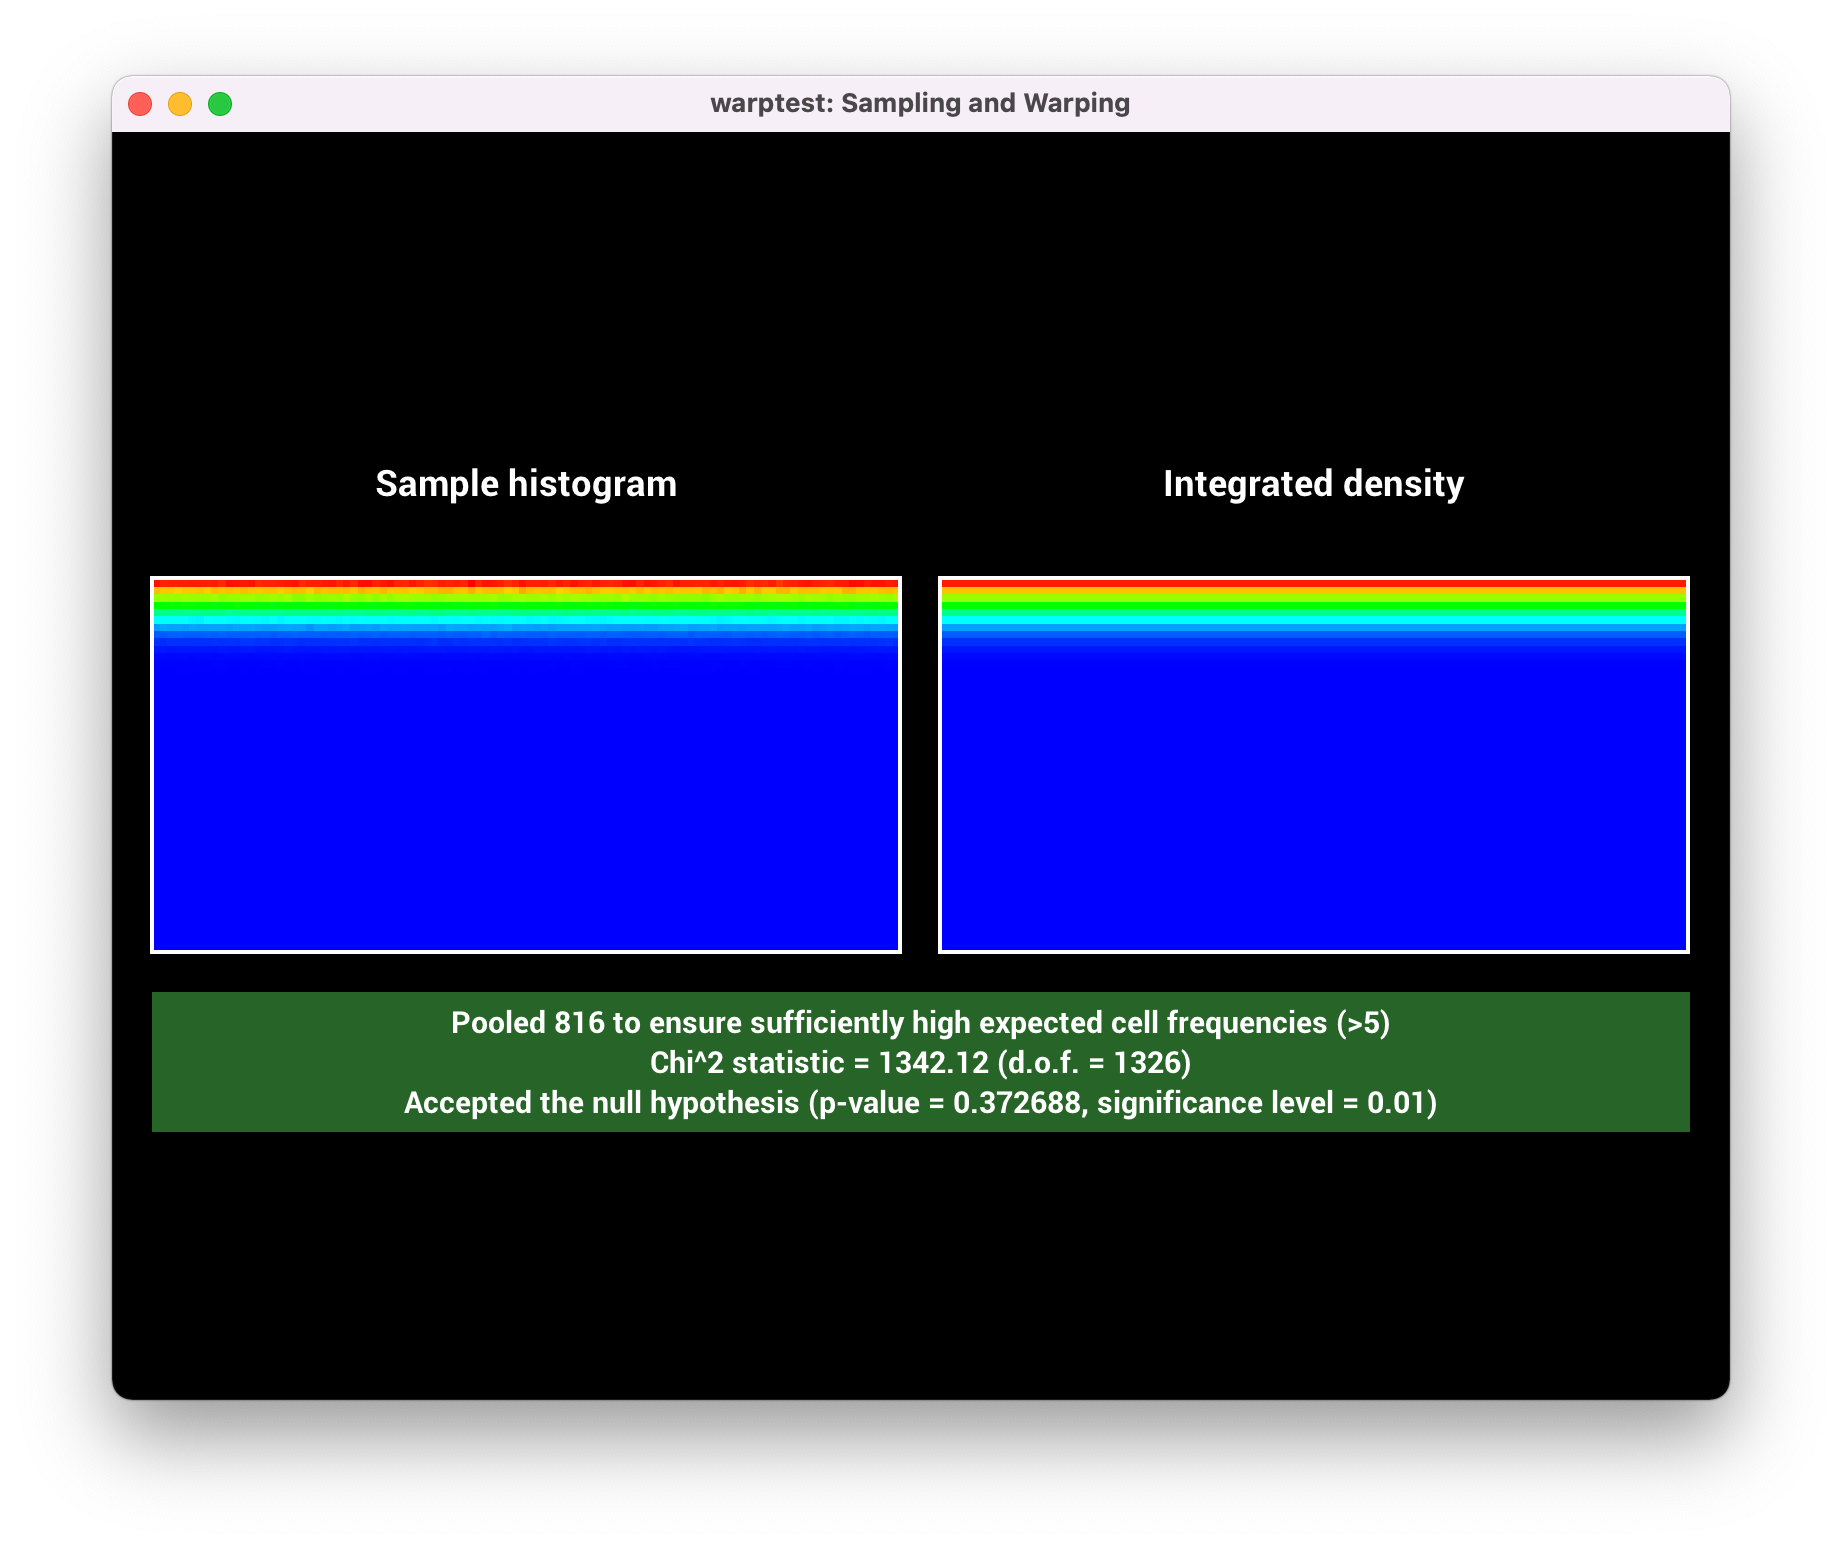 warptest: Sampling and Warping
Sample histogram
Integrated density
Pooled 816 to ensure sufficiently high expected cell frequencies (>5)
Chi^2 statistic = 1342.12 (d.o.f. = 1326)
Accepted the null hypothesis (p-value = 0.372688, significance level = 0.01)